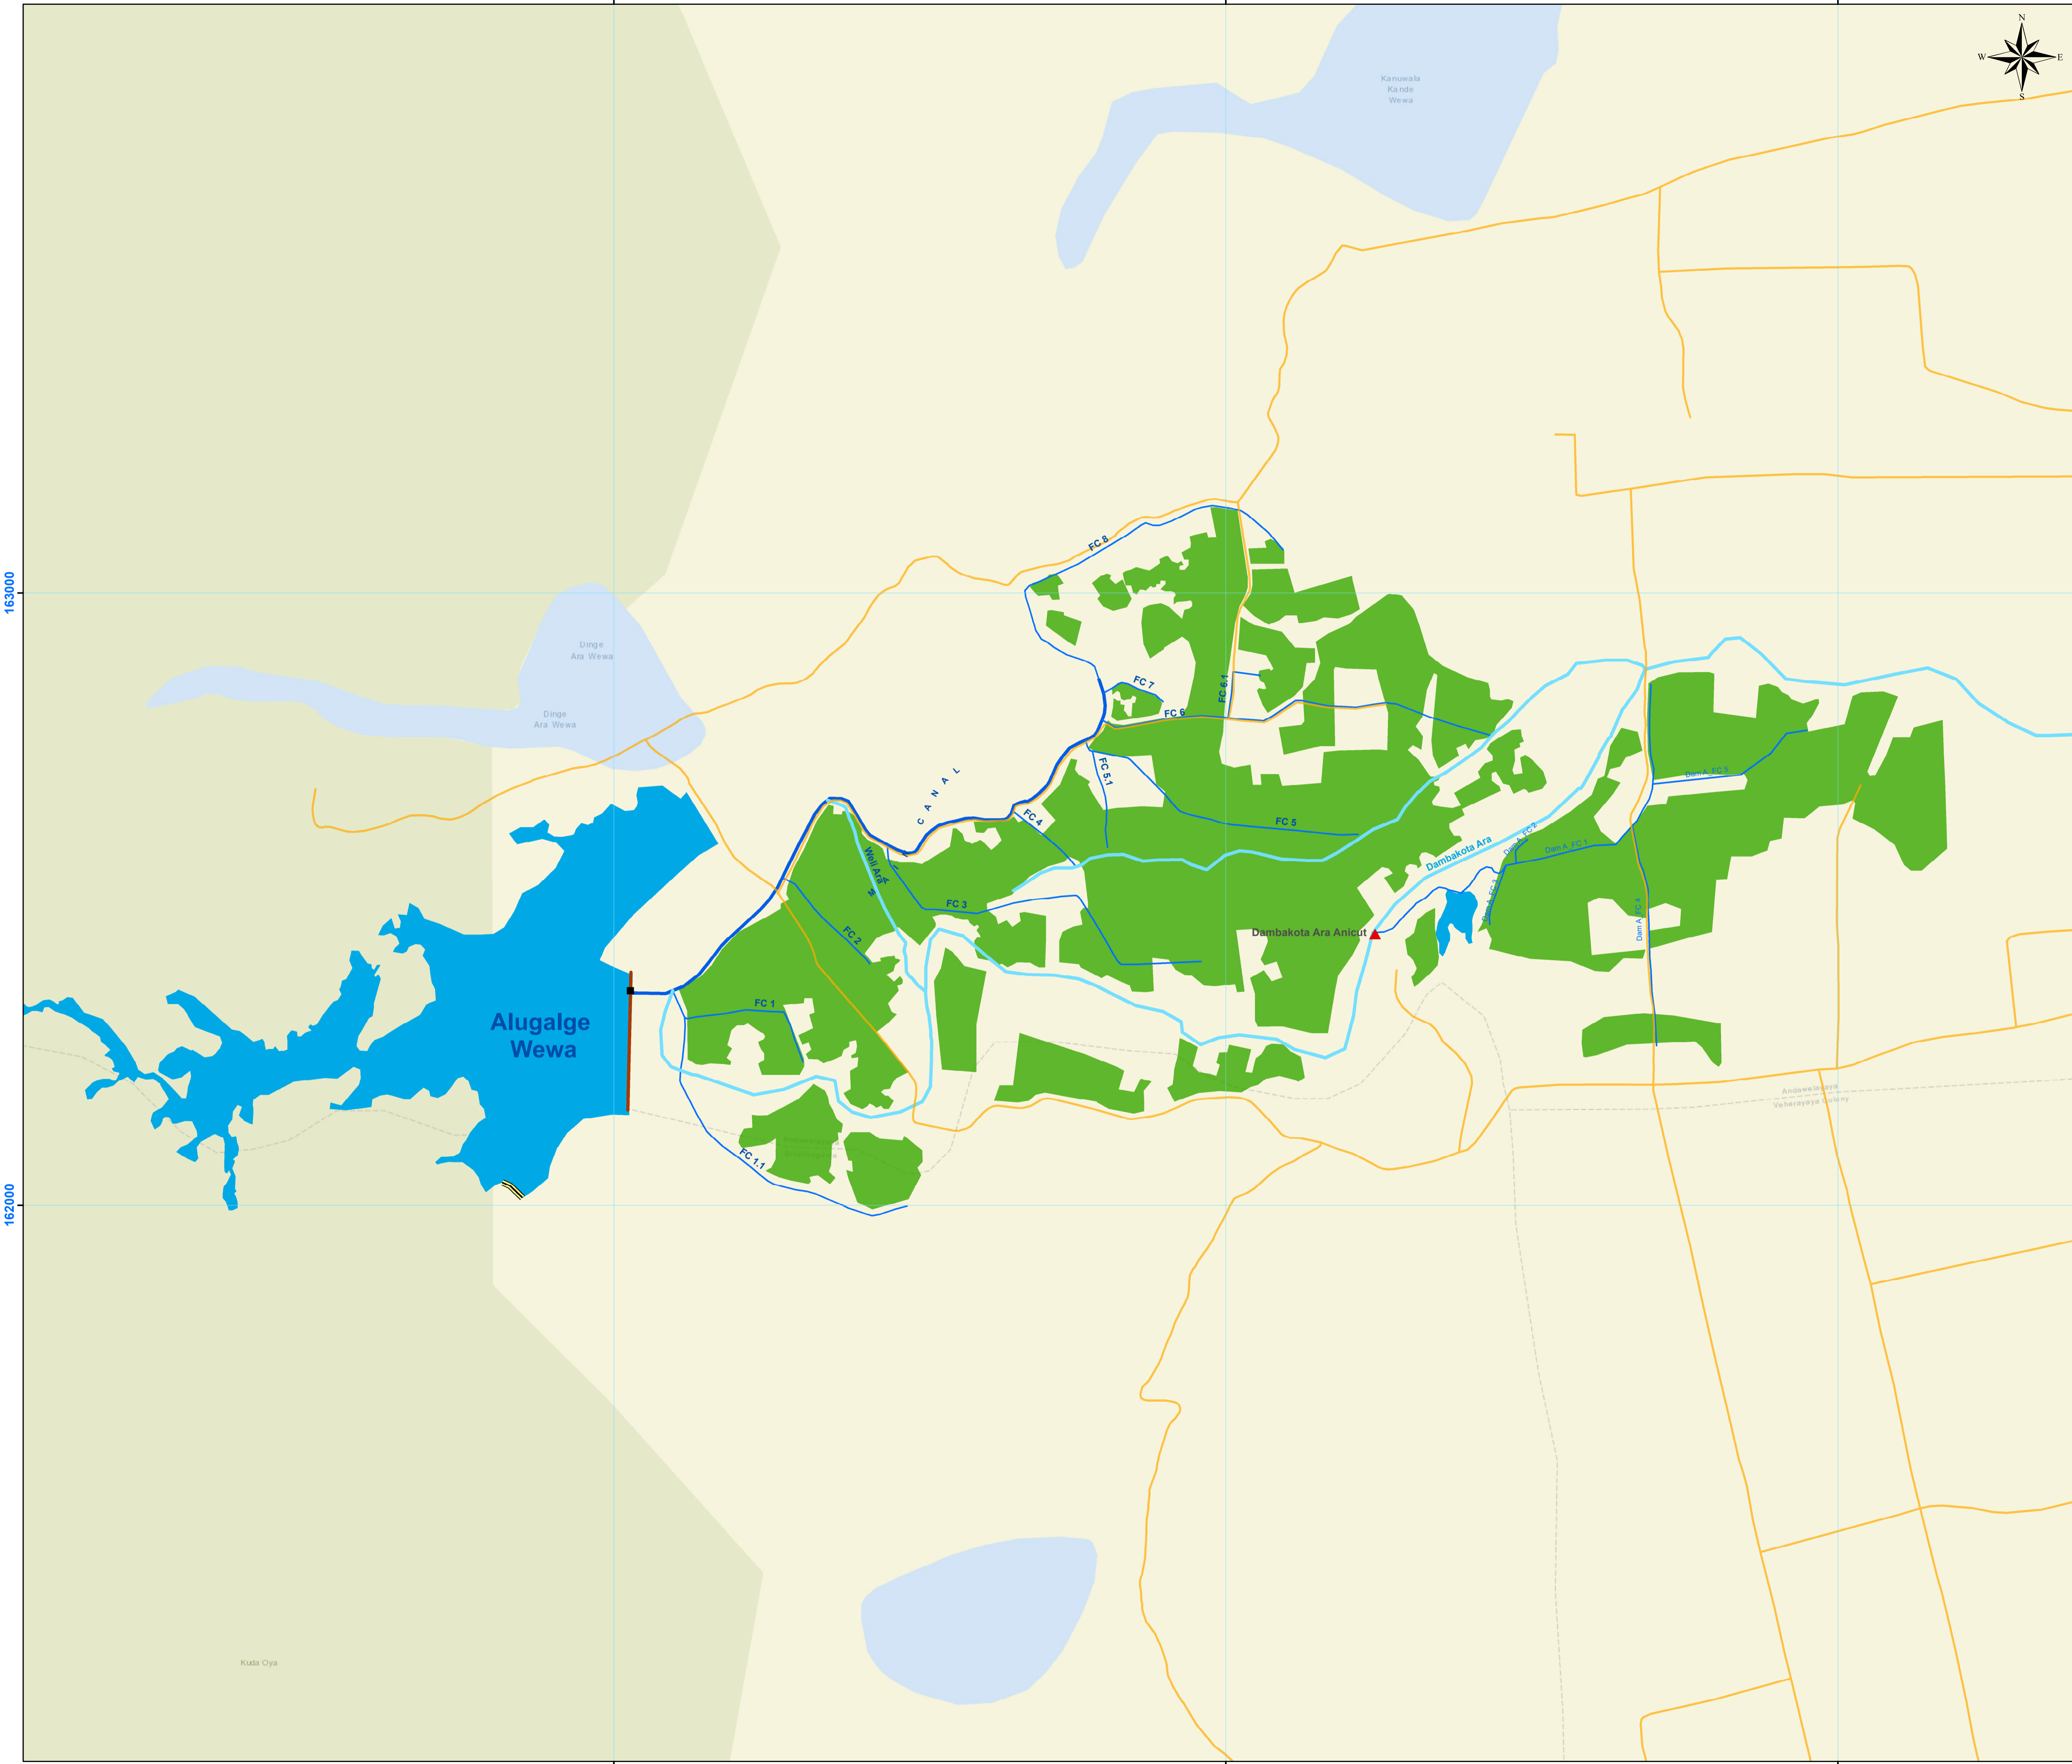 N
W
E
S
Kanuwala
Kande
Wewa
FC 8
163000
Dinge
Ara Wewa
Dinge
Ara Wewa
FC 7
FC 6.1
FC 6
FC 5.1
FC 5
FC 4
CANAL
Weli Ara
Dambakota Ara
Dam A, FC 5
Dam A, FC 2
Dam A, FC 1
Dam A, FC 3
Dam A, FC 4
FC 3
FC 2
Dambakota Ara Anicut
FC 1
Alugalge
Wewa
FC 1.1
Weherayaya Colony
162000
Kuda Oya